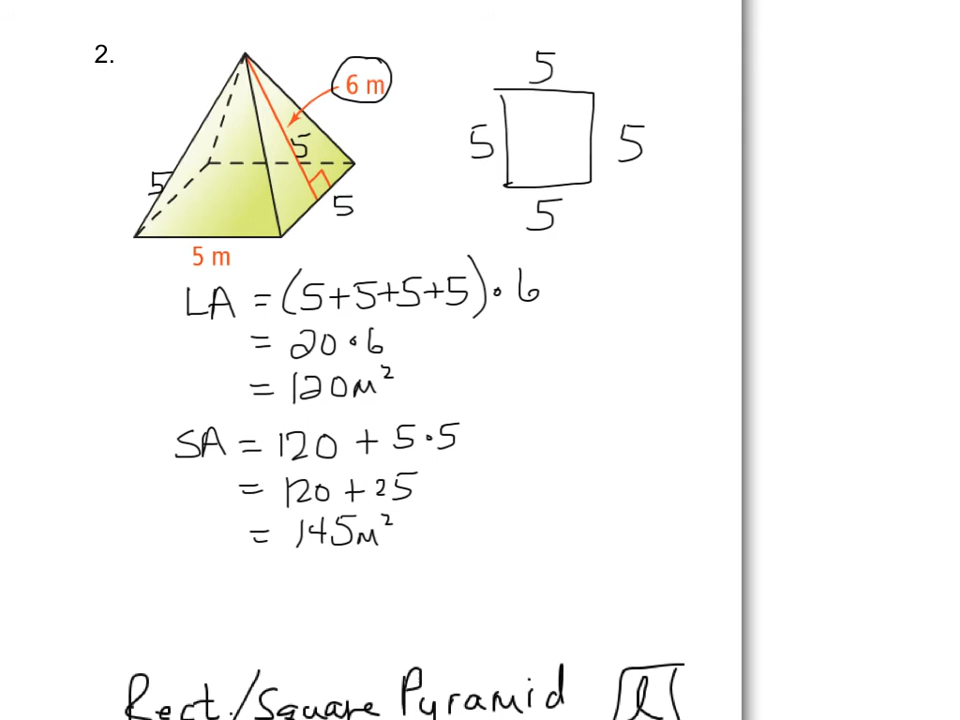 2.
6 m
5
5
5
5 m
5
5
5
5
LA = (5+5+5+5)·6
= 20·6
= 120m²
SA = 120 + 5·5
= 120 + 25
= 145m²
Rect./Square Pyramid l